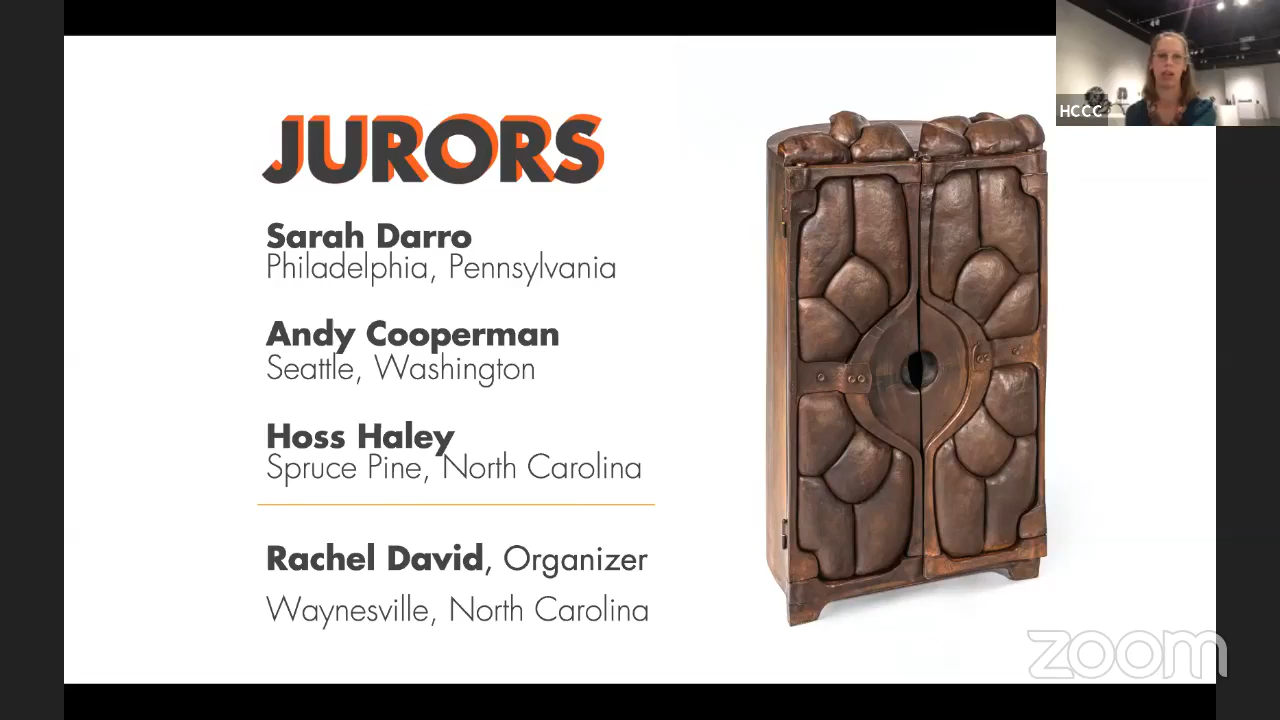 HCCC
JURORS
Sarah Darro
Philadelphia, Pennsylvania
Andy Cooperman
Seattle, Washington
Hoss Haley
Spruce Pine, North Carolina
Rachel David, Organizer
Waynesville, North Carolina
zoom